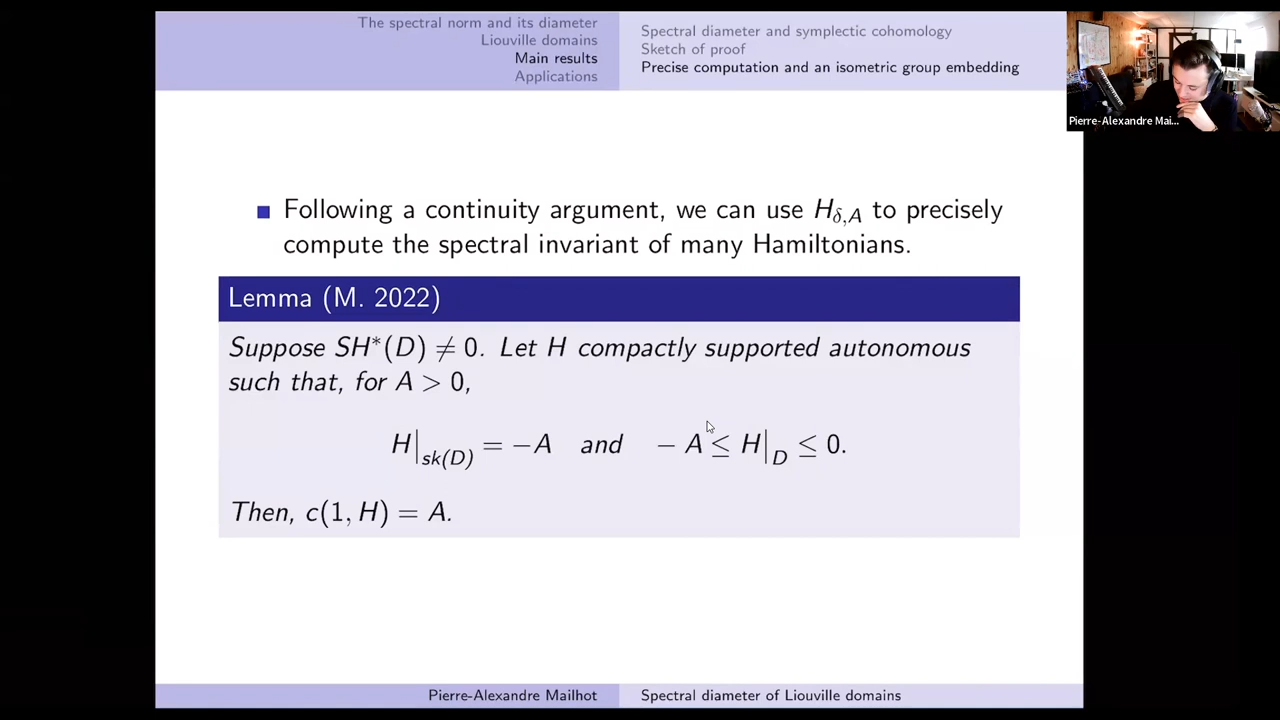 The spectral norm and its diameter
Liouville domains
Main results
Applications
Spectral diameter and symplectic cohomology
Sketch of proof
Precise computation and an isometric group embedding
Pierre-Alexandre Mai...
■ Following a continuity argument, we can use H_{δ,A} to precisely
compute the spectral invariant of many Hamiltonians.
Lemma (M. 2022)
Suppose SH*(D) ≠ 0. Let H compactly supported autonomous
such that, for A > 0,
H|_{sk(D)} = −A and − A ≤ H|_D ≤ 0.
Then, c(1, H) = A.
Pierre-Alexandre Mailhot
Spectral diameter of Liouville domains